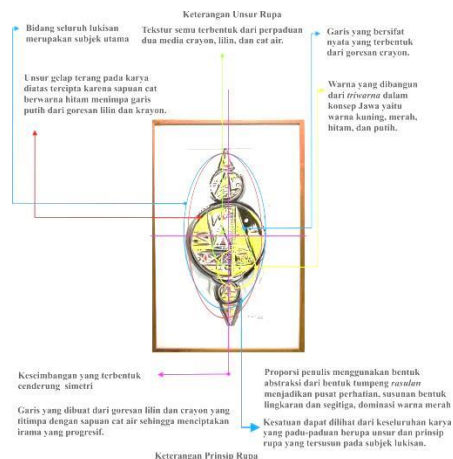 Keterangan Unsur Rupa
Bidang seluruh lukisan
merupakan subjek utama
Tekstur semu terbentuk dari perpaduan
dua media crayon, lilin, dan cat air.
Garis yang bersifat
nyata yang terbentuk
dari goresan crayon.
Unsur gelap terang pada karya
diatas tercipta karena sapuan cat
berwarna hitam menimpa garis
putih dari goresan lilin dan krayon.
Warna yang dibangun
dari triwarna dalam
konsep Jawa yaitu
warna kuning, merah,
hitam, dan putih.
Keseimbangan yang terbentuk
cenderung simetri
Garis yang dibuat dari goresan lilin dan crayon yang
titimpa dengan sapuan cat air sehingga menciptakan
irama yang progresif.
Proporsi penulis menggunakan bentuk
abstraksi dari bentuk tumpeng rasulan
menjadikan pusat perhatian, susunan bentuk
lingkaran dan segitiga, dominasi warna merah
Kesatuan dapat dilihat dari keseluruhan karya
yang padu-paduan berupa unsur dan prinsip
rupa yang tersusun pada subjek lukisan.
Keterangan Prinsip Rupa